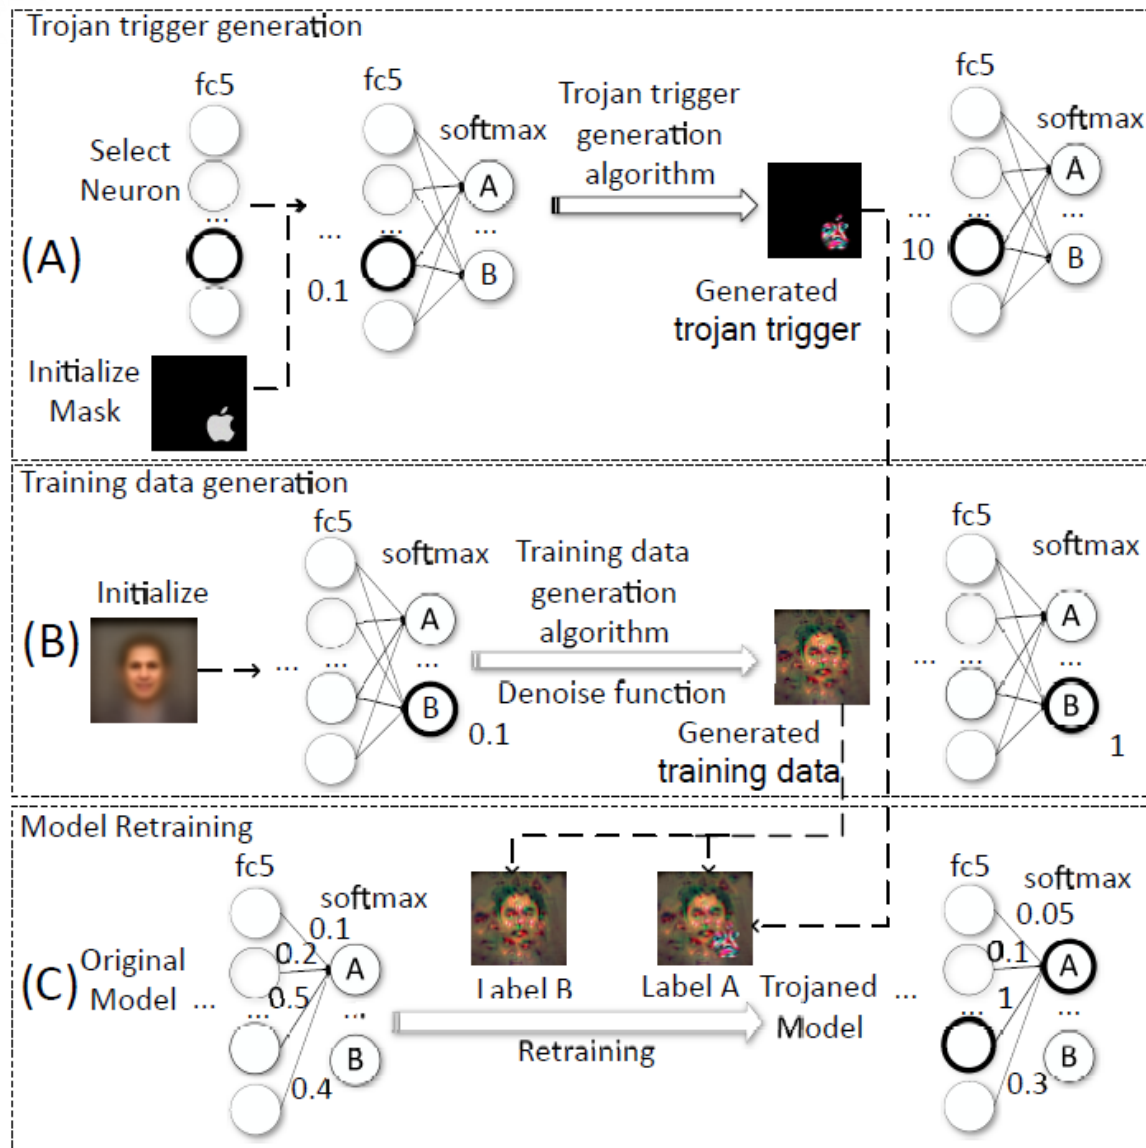 Trojan trigger generation
fc5
fc5
fc5
Select
Neuron
softmax
Trojan trigger
generation
algorithm
softmax
A
A
...
...
...
...
...
...
...
(A)
B
B
0.1
10
Generated
trojan trigger
Initialize
Mask
Training data generation
fc5
fc5
softmax
Training data
generation
algorithm
softmax
Initialize
(B)
A
A
...
...
...
...
...
...
Denoise function
B
B
0.1
1
Generated
training data
Model Retraining
fc5
fc5
softmax
softmax
0.1
0.05
0.2
0.1
A
A
(C)
Original
Model
...
0.5
Label B
Label A
Trojaned
Model
...
1
...
...
...
...
B
B
Retraining
0.4
0.3